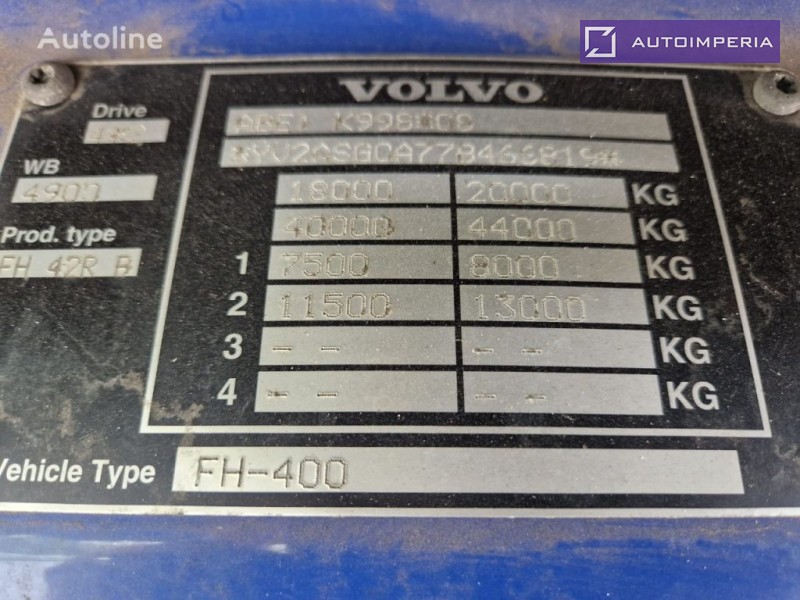 Autoline
AUTOIMPERIA
VOLVO
Drive
WB
4907
Prod. type
FH 42R B
18000 20000 KG
40000 44000 KG
1 7500 8000 KG
2 11500 13000 KG
3 -- -- KG
4 -- -- KG
Vehicle Type FH-400